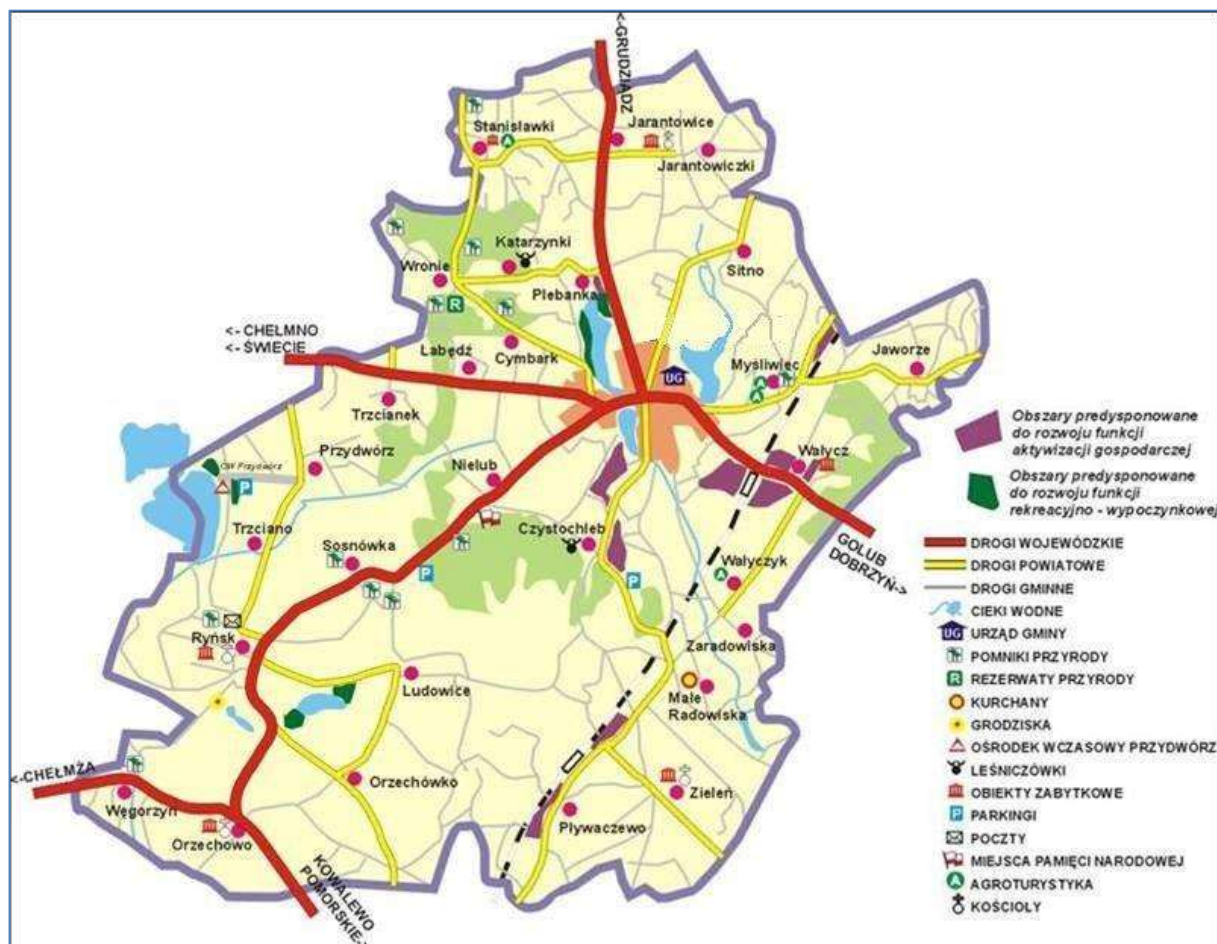 <-GRUDZIĄDZ
Stanisławki
A
Jarantowice
Jarantowiczki
Katarzynki
Wronie
Sitno
Plebanka
R
<- CHEŁMNO
<- ŚWIECIE
Łabędź
Cymbark
UG
Myśliwiec
A
A
Jaworze
Trzcianek
Przydwórz
OW Przydwórz
P
Nielub
Wałycz
Trzciano
Czystochleb
Sosnówka
P
P
Wałyczyk
A
GOLUB
DOBRZYŃ->
Ryńsk
Zaradowiska
Ludowice
Małe
Radowiska
<-CHEŁMŻA
Orzechówko
Zieleń
Węgorzyn
Pływaczewo
Orzechowo
KOWALEWO
POMORSKIE->
Obszary predysponowane
do rozwoju funkcji
aktywizacji gospodarczej
Obszary predysponowane
do rozwoju funkcji
rekreacyjno - wypoczynkowej
DROGI WOJEWÓDZKIE
DROGI POWIATOWE
DROGI GMINNE
CIEKI WODNE
UG URZĄD GMINY
POMNIKI PRZYRODY
R REZERWATY PRZYRODY
KURCHANY
GRODZISKA
OŚRODEK WCZASOWY PRZYDWÓRZ
LEŚNICZÓWKI
OBIEKTY ZABYTKOWE
P PARKINGI
POCZTY
MIEJSCA PAMIĘCI NARODOWEJ
A AGROTURYSTYKA
KOŚCIOŁY